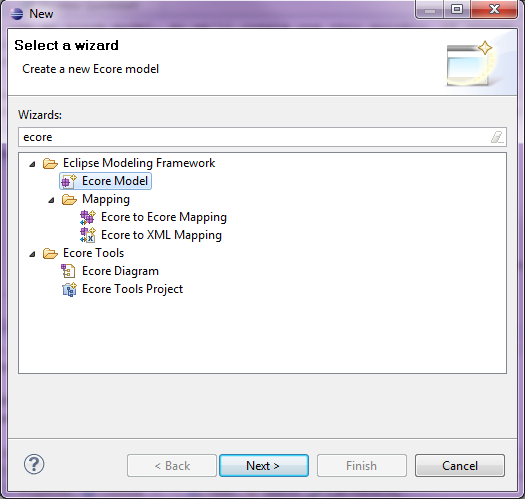 New
Select a wizard
Create a new Ecore model
Wizards:
ecore
Eclipse Modeling Framework
Ecore Model
Mapping
Ecore to Ecore Mapping
Ecore to XML Mapping
Ecore Tools
Ecore Diagram
Ecore Tools Project
? < Back Next > Finish Cancel